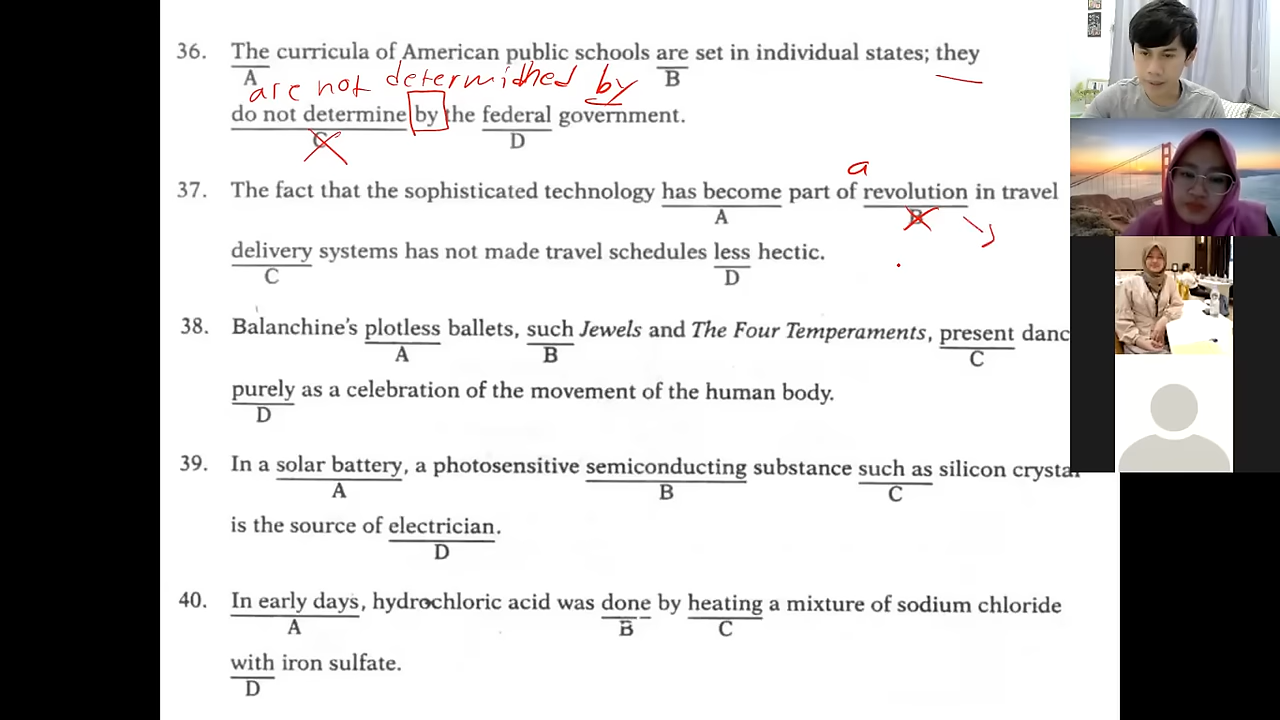 36. The curricula of American public schools are set in individual states; they
A B
are not determined by
do not determine by the federal government.
C D
a
37. The fact that the sophisticated technology has become part of revolution in travel
A B
delivery systems has not made travel schedules less hectic.
C D
38. Balanchine's plotless ballets, such Jewels and The Four Temperaments, present danc
A B C
purely as a celebration of the movement of the human body.
D
39. In a solar battery, a photosensitive semiconducting substance such as silicon crystal
A B C
is the source of electrician.
D
40. In early days, hydrochloric acid was done by heating a mixture of sodium chloride
A B C
with iron sulfate.
D